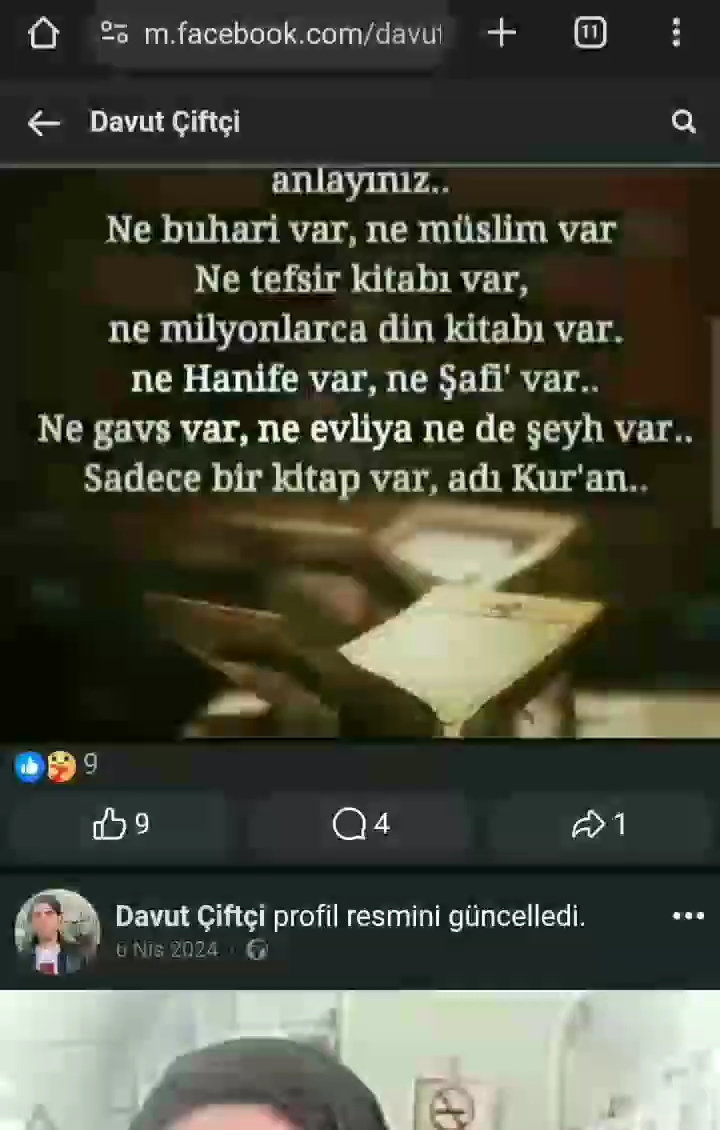 m.facebook.com/davut
11
Davut Çiftçi
anlayınız..
Ne buhari var, ne müslim var
Ne tefsir kitabı var,
ne milyonlarca din kitabı var.
ne Hanife var, ne Şafi' var..
Ne gavs var, ne evliya ne de şeyh var..
Sadece bir kitap var, adı Kur'an..
9
9
4
1
Davut Çiftçi profil resmini güncelledi.
6 Nis 2024 ·